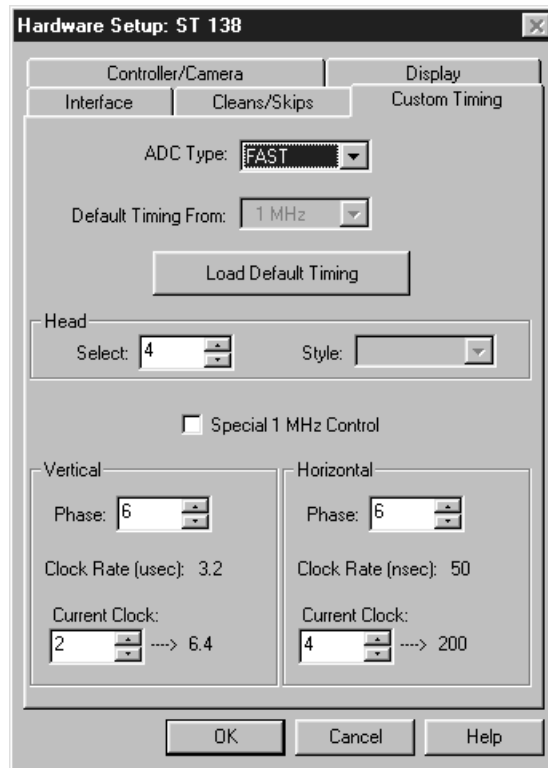 Hardware Setup: ST 138
Controller/Camera Display
Interface Cleans/Skips Custom Timing
ADC Type: FAST
Default Timing From: 1 MHz
Load Default Timing
Head
Select: 4 Style:
Special 1 MHz Control
Vertical Horizontal
Phase: 6 Phase: 6
Clock Rate (usec): 3.2 Clock Rate (nsec): 50
Current Clock: Current Clock:
2 ----> 6.4 4 ----> 200
OK Cancel Help